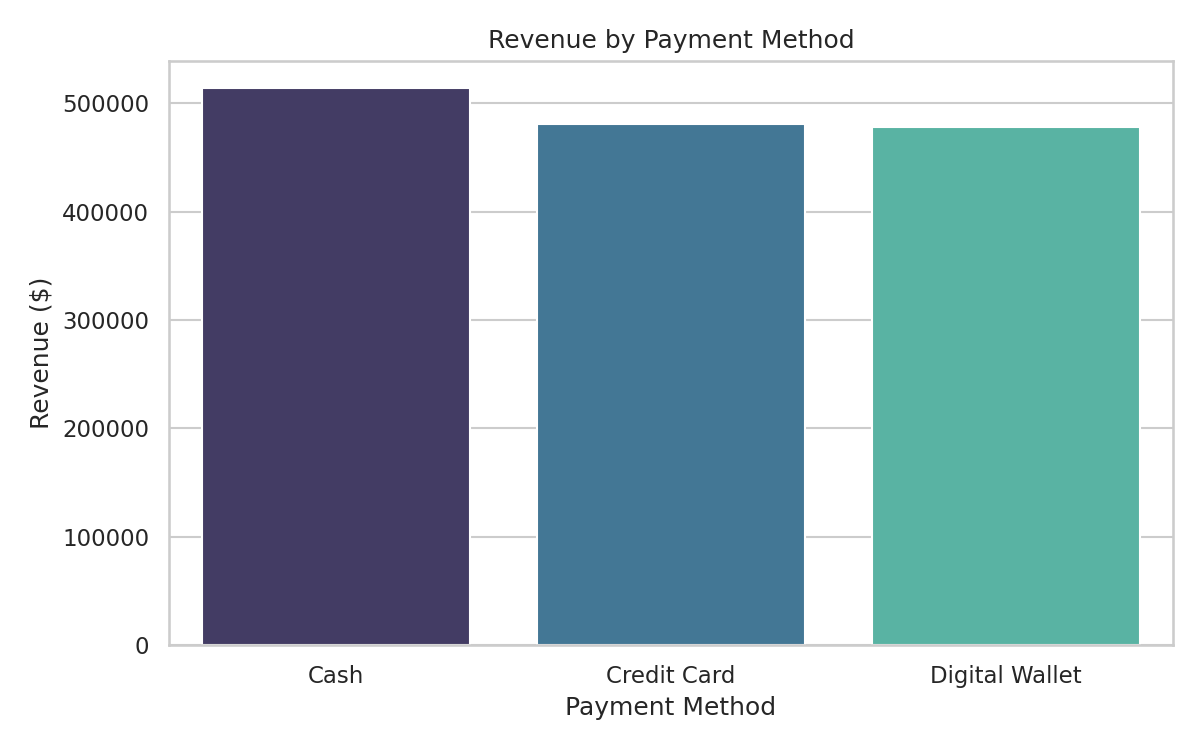 Revenue by Payment Method
500000
400000
300000
200000
100000
0
Revenue ($)
Cash Credit Card Digital Wallet
Payment Method